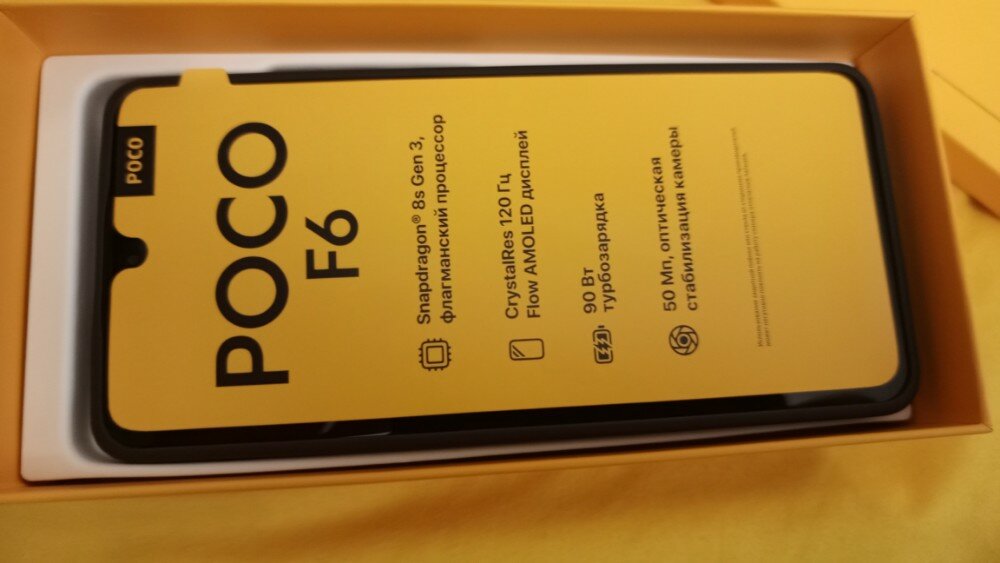 POCO
POCO
F6
Snapdragon® 8s Gen 3,
флагманский процессор
CrystalRes 120 Гц
Flow AMOLED дисплей
90 Вт
турбозарядка
50 Мп, оптическая
стабилизация камеры